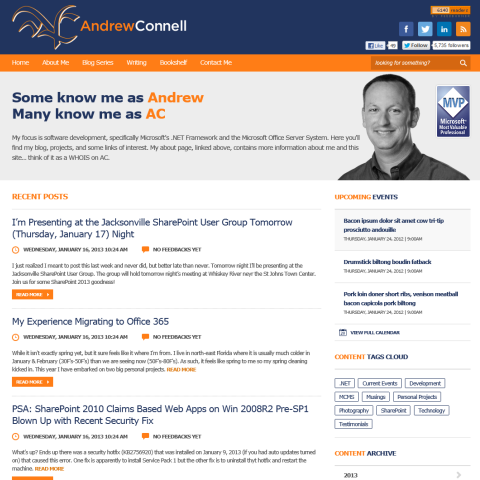 AndrewConnell
6140 readers
BY FEEDBURNER
Like 49
Follow 5,735 followers
Home About Me Blog Series Writing Bookshelf Contact Me
looking for something?
Some know me as Andrew
Many know me as AC
My focus is software development, specifically Microsoft's .NET Framework and the Microsoft Office Server System. Here you'll
find my blog, projects, and some links of interest. My about page, linked above, contains more information about me and this
site... think of it as a WHOIS on AC.
MVP
Microsoft
Most Valuable
Professional
RECENT POSTS
I'm Presenting at the Jacksonville SharePoint User Group Tomorrow
(Thursday, January 17) Night
WEDNESDAY, JANUARY 16, 2013 10:24 AM NO FEEDBACKS YET
I just realized I meant to post this last week and never did, but better late than never. Tomorrow night I'll be presenting at the
Jacksonville SharePoint User Group. The group will hold tomorrow night's meeting at Whiskey River neyr the St Johns Town Center.
Join us for some SharePoint 2013 goodness!
READ MORE
My Experience Migrating to Office 365
WEDNESDAY, JANUARY 16, 2013 10:24 AM NO FEEDBACKS YET
While it isn't exactly spring yet, but it sure feels like it where I'm from. I live in north-east Florida where it is usually much colder in
January & February (30F's-50F's) than we are seeing now (50F's-80F's). As such, it feels like spring to me so my spring cleaning
kicked in. This year I have embarked on two big personal projects. READ MORE
READ MORE
PSA: SharePoint 2010 Claims Based Web Apps on Win 2008R2 Pre-SP1
Blown Up with Recent Security Fix
WEDNESDAY, JANUARY 16, 2013 10:24 AM NO FEEDBACKS YET
What's up? Ends up there was a security hotfix (KB2756920) that was installed on January 9, 2013 (if you had auto updates turned
on) that caused this error. One fix is apparently to install Service Pack 1 but the other fix is to uninstall thyt hotfix and restart the
machine. READ MORE
UPCOMING EVENTS
Bacon ipsum dolor sit amet cow tri-tip
prosciutto andouille
THURSDAY, JANUARY 24, 2012 | 9:00AM
Drumstick biltong boudin fatback
THURSDAY, JANUARY 24, 2012 | 9:00AM
Pork loin doner short ribs, venison meatball
bacon capicola pork biltong
THURSDAY, JANUARY 24, 2012 | 9:00AM
VIEW FULL CALENDAR
CONTENT TAGS CLOUD
.NET Current Events Development
MCMS Musings Personal Projects
Photography SharePoint Technology
Testimonials
CONTENT ARCHIVE
2013